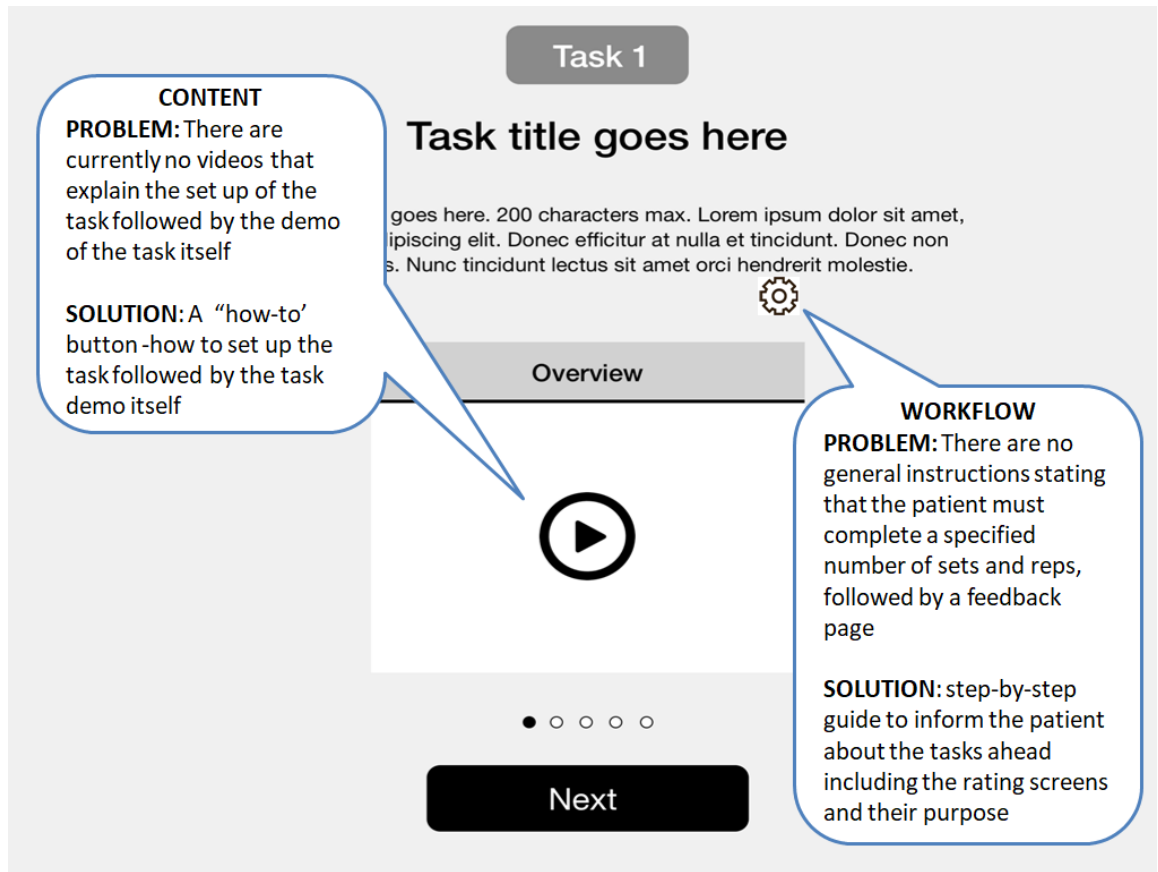 Task 1
Task title goes here
goes here. 200 characters max. Lorem ipsum dolor sit amet,
ipiscing elit. Donec efficitur at nulla et tincidunt. Donec non
s. Nunc tincidunt lectus sit amet orci hendrerit molestie.
CONTENT
PROBLEM: There are
currently no videos that
explain the set up of the
task followed by the demo
of the task itself
SOLUTION: A “how-to’
button -how to set up the
task followed by the task
demo itself
Overview
WORKFLOW
PROBLEM: There are no
general instructions stating
that the patient must
complete a specified
number of sets and reps,
followed by a feedback
page
SOLUTION: step-by-step
guide to inform the patient
about the tasks ahead
including the rating screens
and their purpose
Next